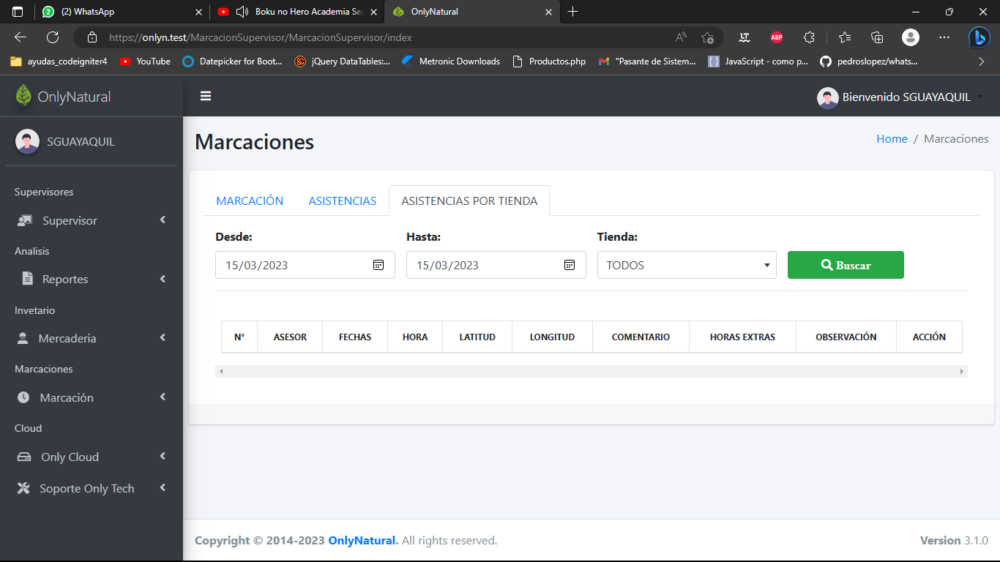 (2) WhatsApp
Boku no Hero Academia Sea
OnlyNatural
https://onlyn.test/MarcacionSupervisor/MarcacionSupervisor/index
ayudas_codeigniter4
YouTube
Datepicker for Boot...
jQuery DataTables:...
Metronic Downloads
Productos.php
"Pasante de Sistem...
JavaScript - como p...
pedroslopez/whats...
OnlyNatural
Bienvenido SGUAYAQUIL
SGUAYAQUIL
Supervisores
Supervisor
Analisis
Reportes
Invetario
Mercaderia
Marcaciones
Marcación
Cloud
Only Cloud
Soporte Only Tech
Marcaciones
Home / Marcaciones
MARCACIÓN ASISTENCIAS ASISTENCIAS POR TIENDA
Desde: Hasta: Tienda:
15/03/2023 15/03/2023 TODOS Buscar
N° ASESOR FECHAS HORA LATITUD LONGITUD COMENTARIO HORAS EXTRAS OBSERVACIÓN ACCIÓN
Copyright © 2014-2023 OnlyNatural. All rights reserved.
Version 3.1.0